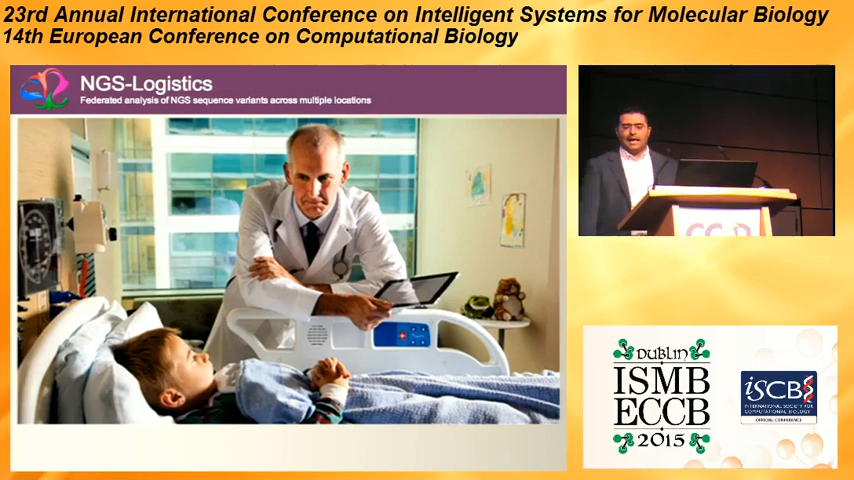 23rd Annual International Conference on Intelligent Systems for Molecular Biology
14th European Conference on Computational Biology
NGS-Logistics
Federated analysis of NGS sequence variants across multiple locations
DUBLIN
ISMB
ECCB
2015
iSCB
INTERNATIONAL SOCIETY FOR
COMPUTATIONAL BIOLOGY
OFFICIAL CONFERENCE